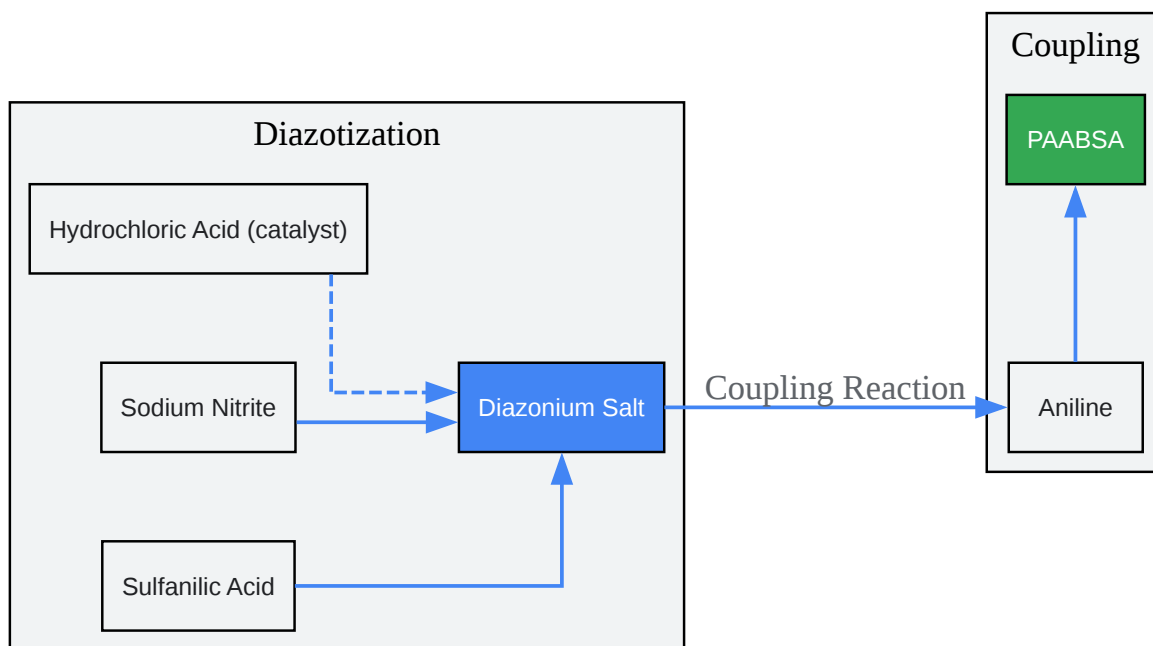 Coupling
PAABSA
Diazotization
Hydrochloric Acid (catalyst)
Sodium Nitrite
Diazonium Salt
Coupling Reaction
Aniline
Sulfanilic Acid